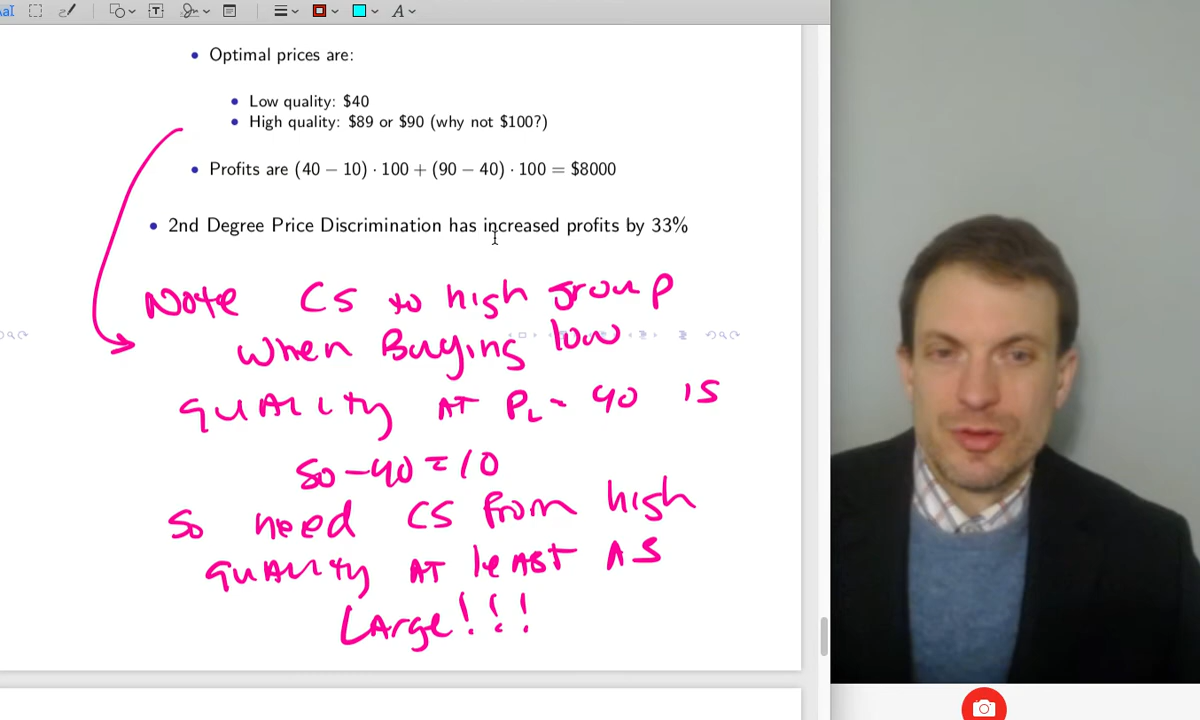 • Optimal prices are:
• Low quality: $40
• High quality: $89 or $90 (why not $100?)
• Profits are (40 − 10) · 100 + (90 − 40) · 100 = $8000
• 2nd Degree Price Discrimination has increased profits by 33%
Note CS to high group
when Buying low
quality AT PL = 40 is
50 − 40 = 10
So need CS from high
quality AT least AS
LArge!!!